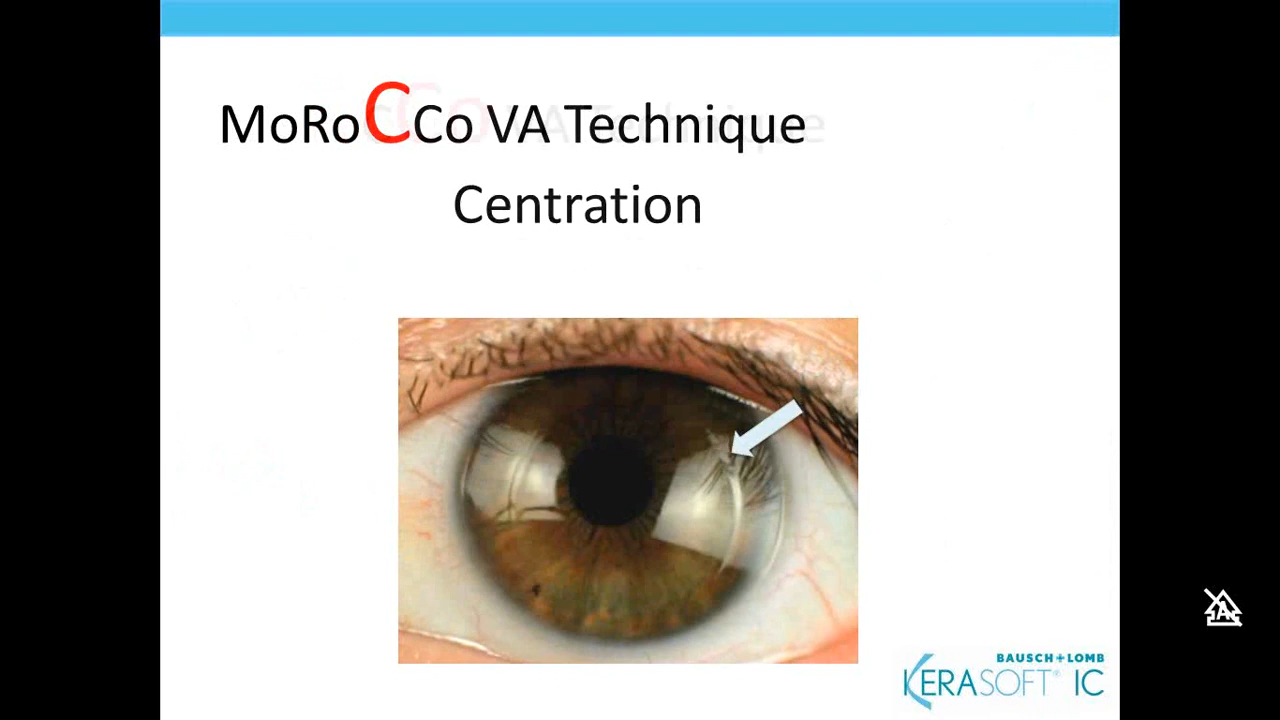 MoRoCCo VA Technique
Centration
BAUSCH+LOMB
KERASOFT® IC